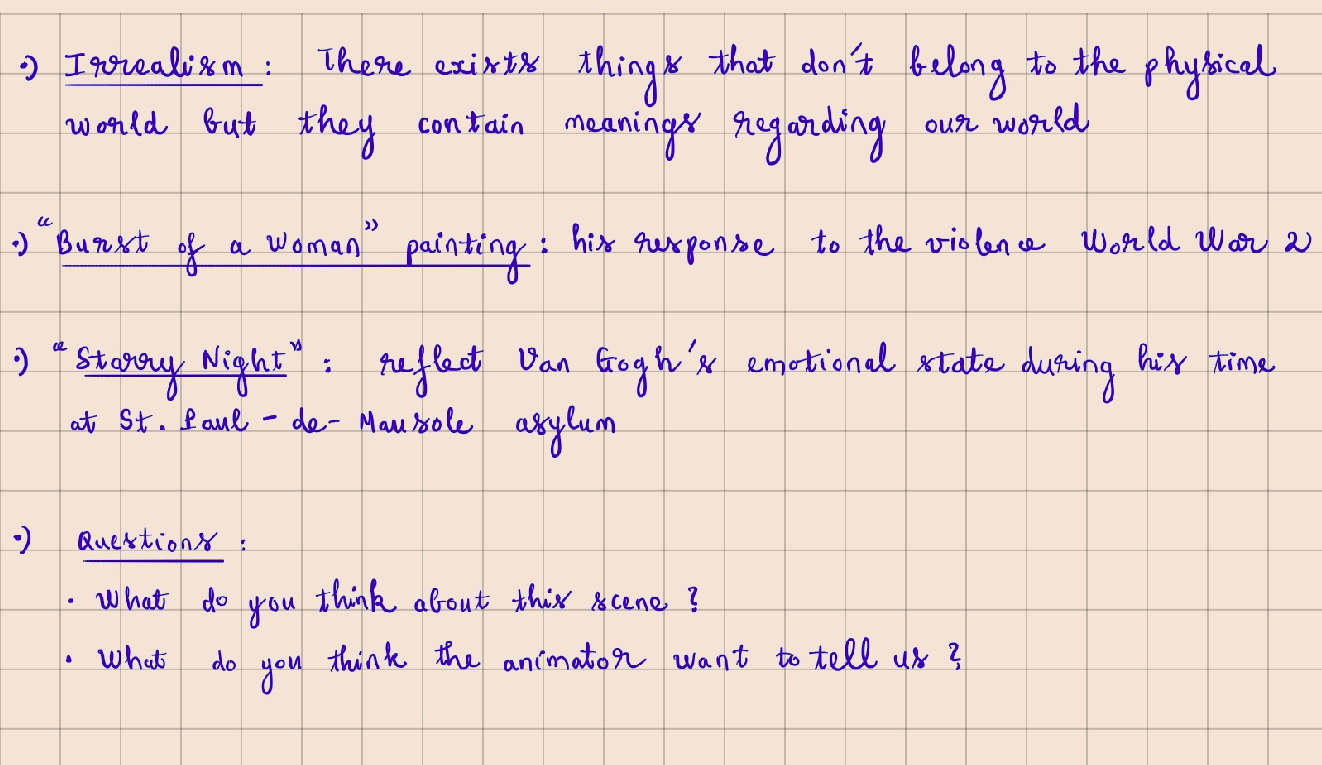 •) Irrealism : There exists things that don't belong to the physical
world but they contain meanings regarding our world
•) "Burst of a Woman" painting : his response to the violence World War 2
•) "Starry Night" : reflect Van Gogh's emotional state during his time
at St. Paul - de - Mausole asylum
•) Questions :
• What do you think about this scene ?
• What do you think the animator want to tell us ?